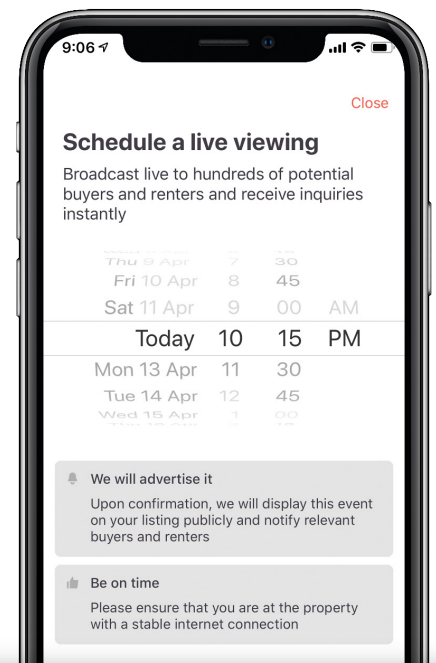 9:06
Close
Schedule a live viewing
Broadcast live to hundreds of potential
buyers and renters and receive inquiries
instantly
Thu 9 Apr 7 30
Fri 10 Apr 8 45
Sat 11 Apr 9 00 AM
Today 10 15 PM
Mon 13 Apr 11 30
Tue 14 Apr 12 45
Wed 15 Apr 1 00
We will advertise it
Upon confirmation, we will display this event
on your listing publicly and notify relevant
buyers and renters
Be on time
Please ensure that you are at the property
with a stable internet connection